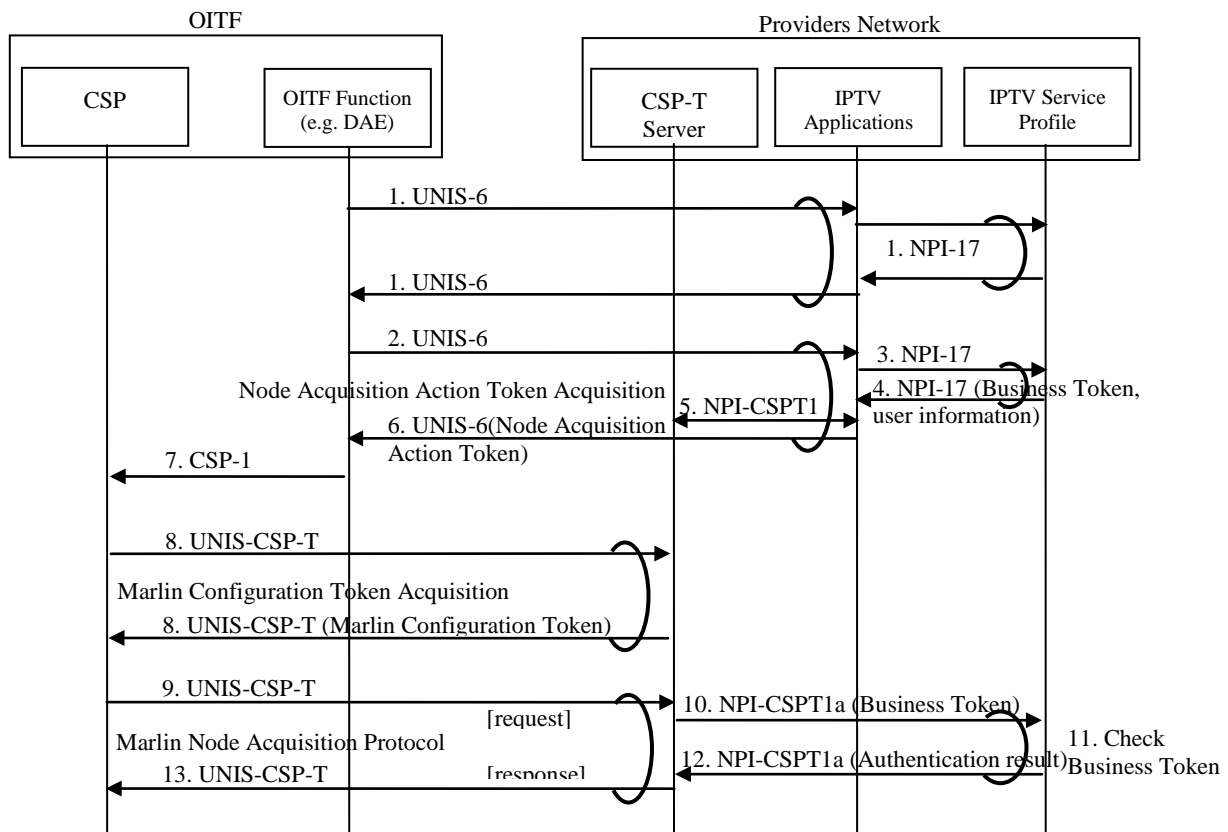 OITF
Providers Network
CSP
OITF Function
(e.g. DAE)
CSP-T
Server
IPTV
Applications
IPTV Service
Profile
1. UNIS-6
1. NPI-17
1. UNIS-6
2. UNIS-6
3. NPI-17
Node Acquisition Action Token Acquisition
4. NPI-17 (Business Token,
user information)
5. NPI-CSPT1
6. UNIS-6(Node Acquisition
Action Token)
7. CSP-1
8. UNIS-CSP-T
Marlin Configuration Token Acquisition
8. UNIS-CSP-T (Marlin Configuration Token)
9. UNIS-CSP-T
[request]
10. NPI-CSPT1a (Business Token)
Marlin Node Acquisition Protocol
11. Check
Business Token
12. NPI-CSPT1a (Authentication result)
13. UNIS-CSP-T
[response]